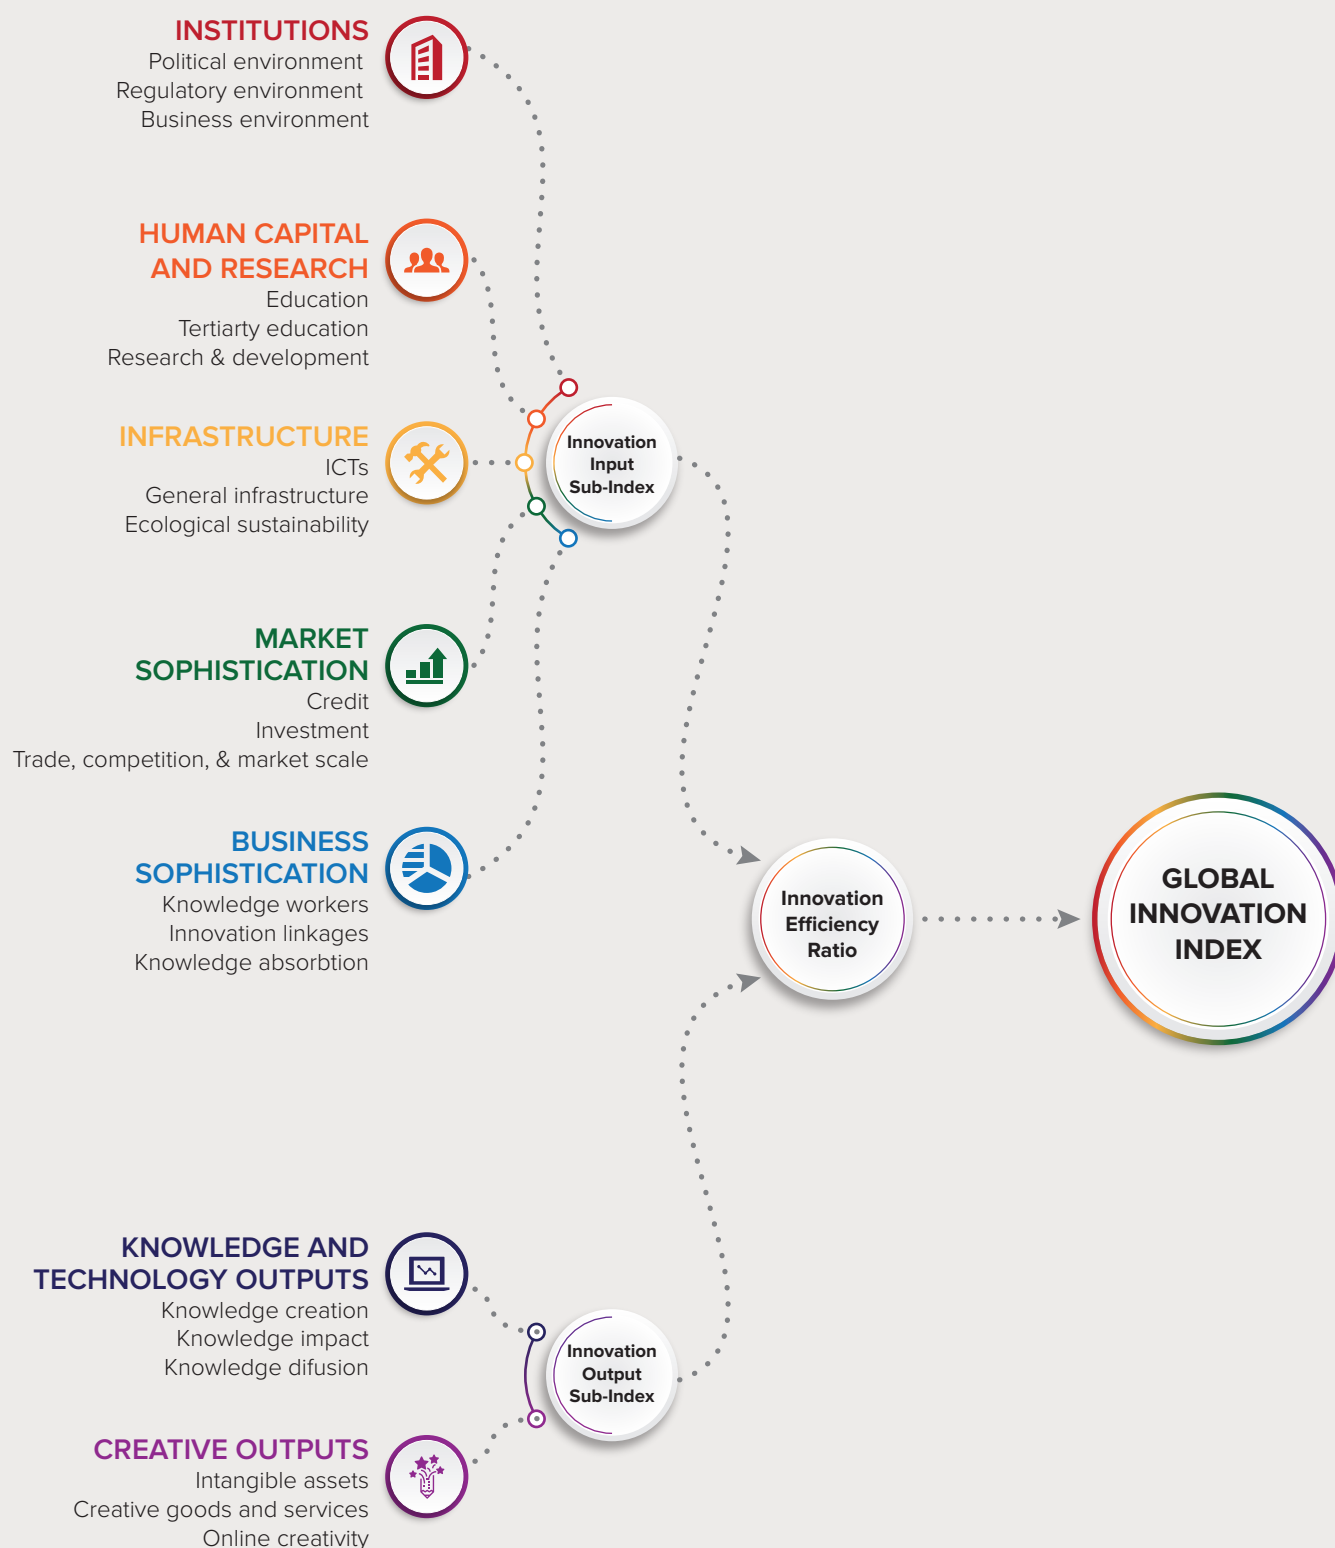 INSTITUTIONS
Political environment
Regulatory environment
Business environment
HUMAN CAPITAL
AND RESEARCH
Education
Tertiarty education
Research & development
INFRASTRUCTURE
ICTs
General infrastructure
Ecological sustainability
MARKET
SOPHISTICATION
Credit
Investment
Trade, competition, & market scale
BUSINESS
SOPHISTICATION
Knowledge workers
Innovation linkages
Knowledge absorbtion
KNOWLEDGE AND
TECHNOLOGY OUTPUTS
Knowledge creation
Knowledge impact
Knowledge difusion
CREATIVE OUTPUTS
Intangible assets
Creative goods and services
Online creativity
Innovation
Input
Sub-Index
Innovation
Output
Sub-Index
Innovation
Efficiency
Ratio
GLOBAL
INNOVATION
INDEX